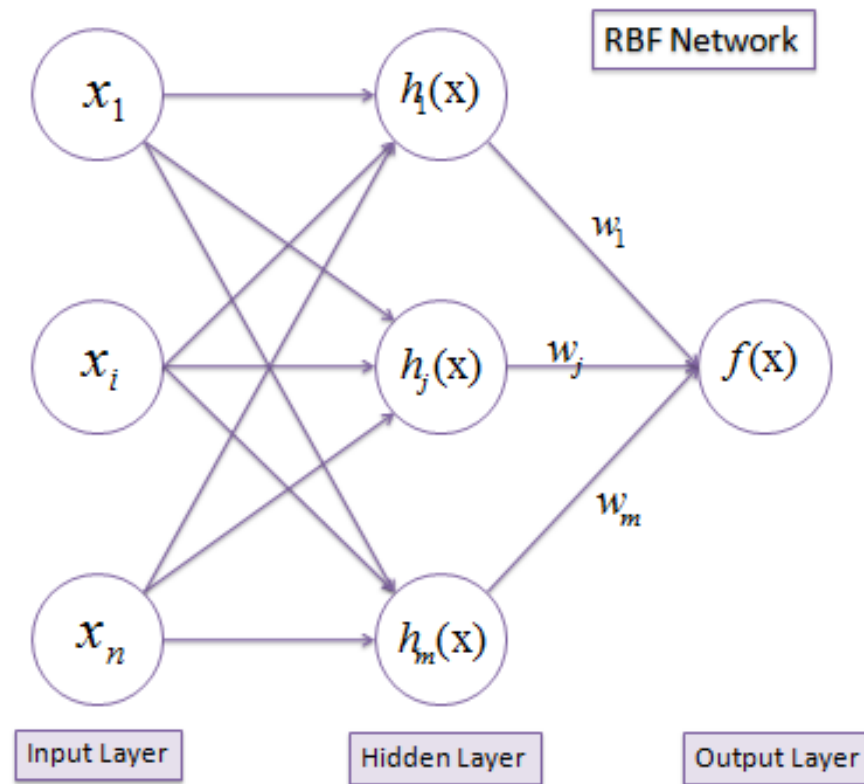 RBF Network
x₁
h₁(x)
w₁
xᵢ
hⱼ(x)
wⱼ
f(x)
wₘ
xₙ
hₘ(x)
Input Layer
Hidden Layer
Output Layer